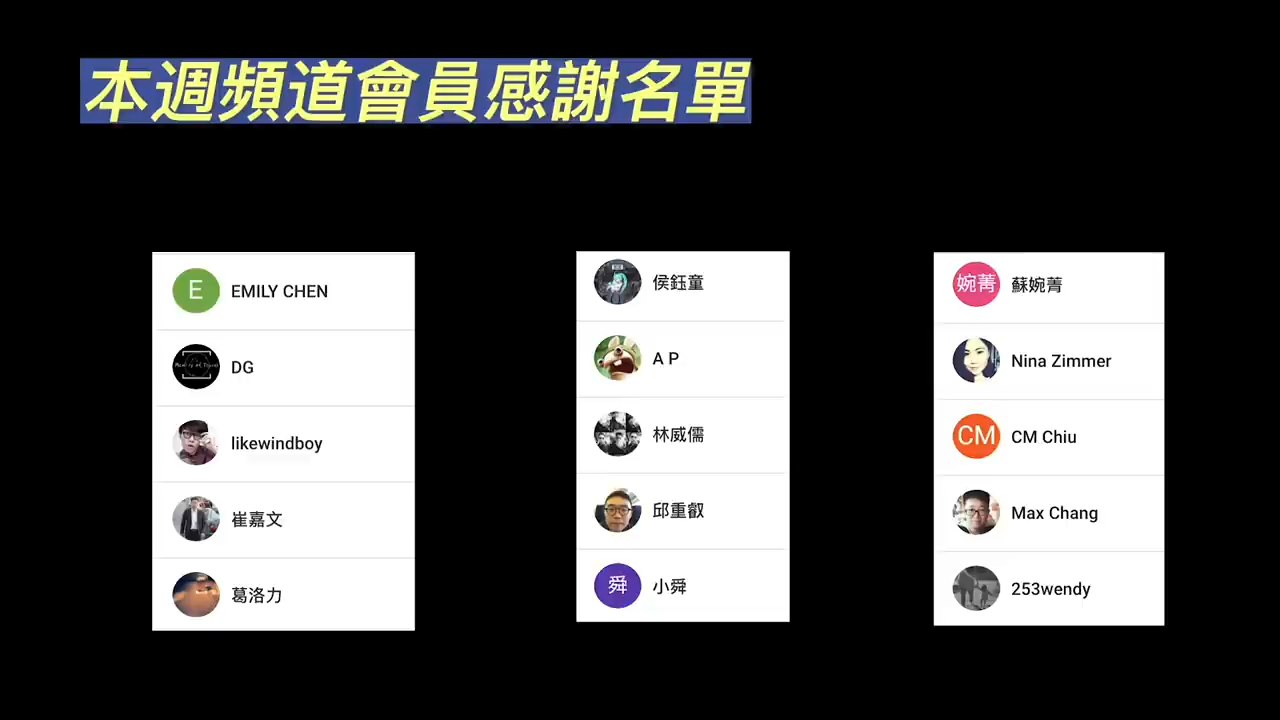 本週頻道會員感謝名單
E EMILY CHEN
DG
likewindboy
崔嘉文
葛洛力
侯鈺童
A P
林威儒
邱重叡
舜 小舜
婉菁 蘇婉菁
Nina Zimmer
CM CM Chiu
Max Chang
253wendy